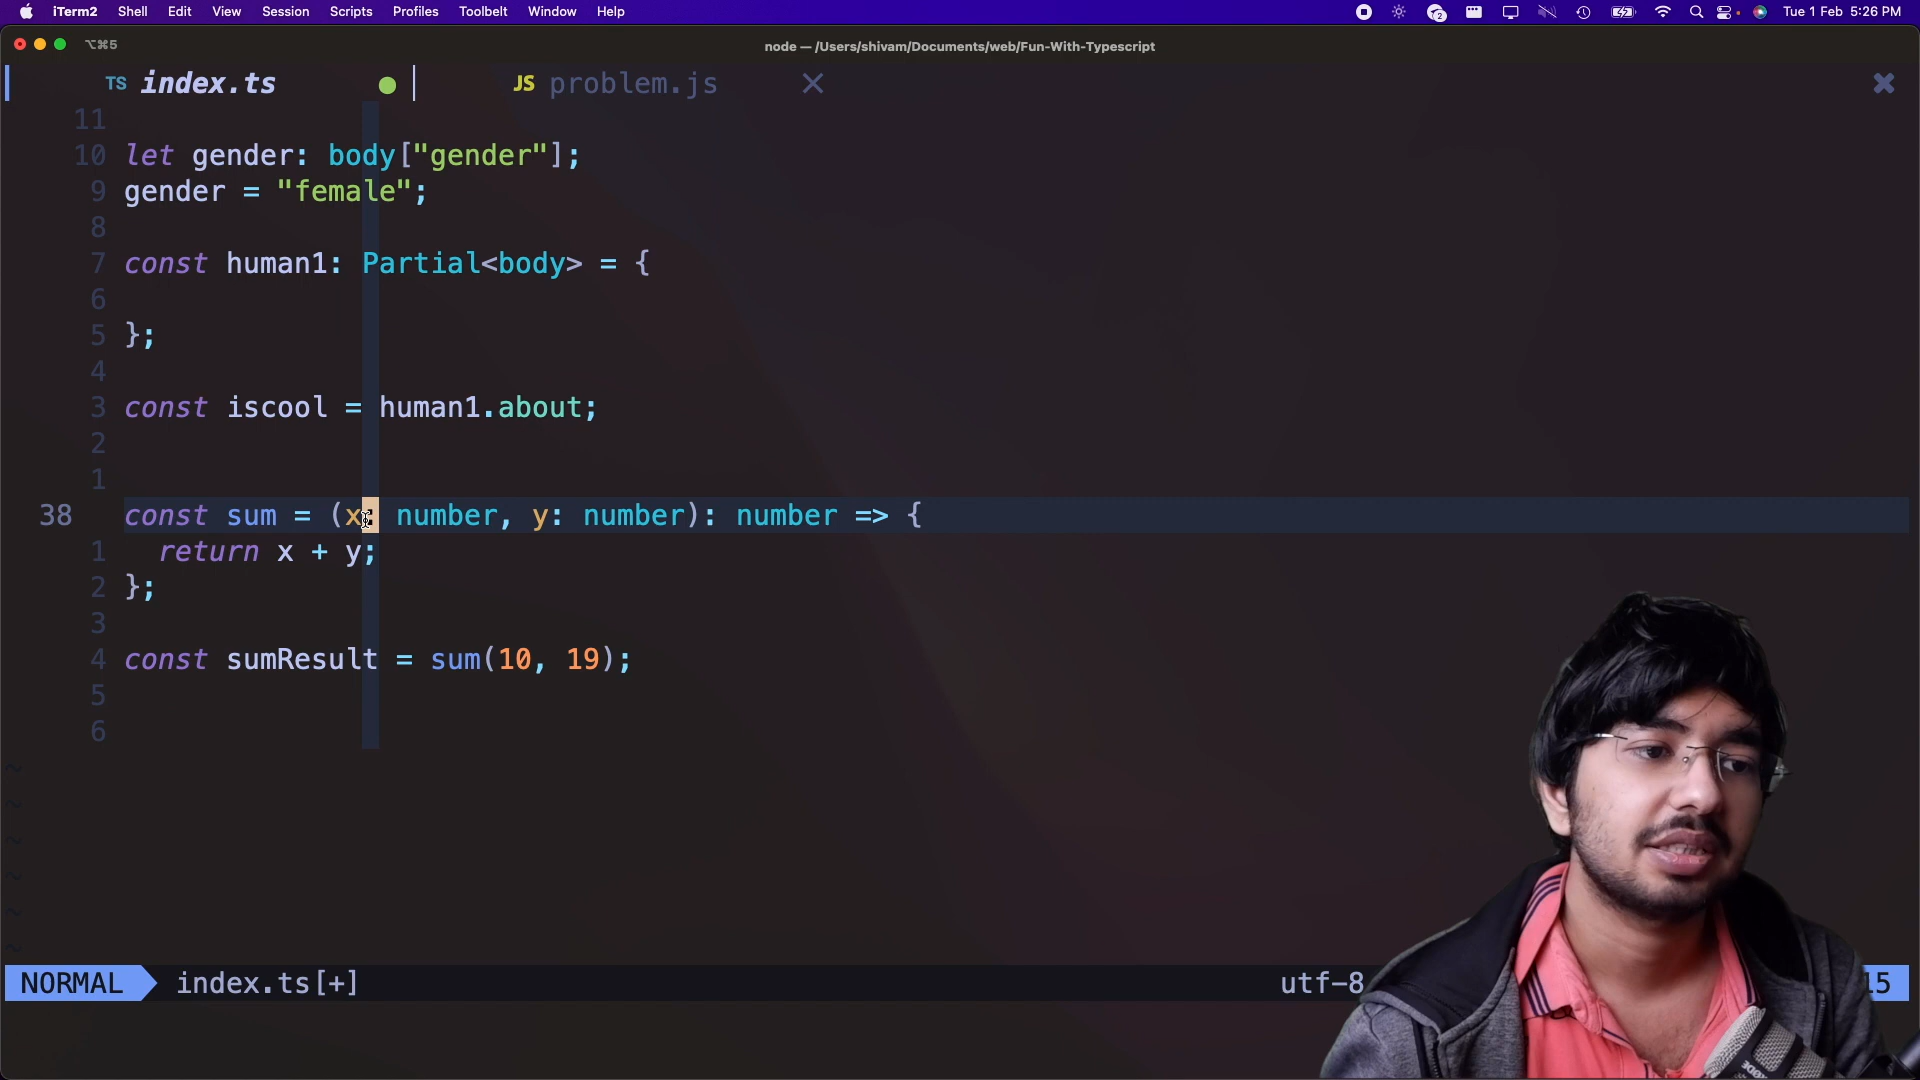 iTerm2 Shell Edit View Session Scripts Profiles Toolbelt Window Help 2 Tue 1 Feb 5:26 PM
⌥⌘5 node — /Users/shivam/Documents/web/Fun-With-Typescript
TS index.ts JS problem.js
11
10 let gender: body["gender"];
9 gender = "female";
8
7 const human1: Partial<body> = {
6
5 };
4
3 const iscool = human1.about;
2
1
38 const sum = (x: number, y: number): number => {
1 return x + y;
2 };
3
4 const sumResult = sum(10, 19);
5
6
~
~
~
~
~
~
NORMAL index.ts[+] utf-8 15